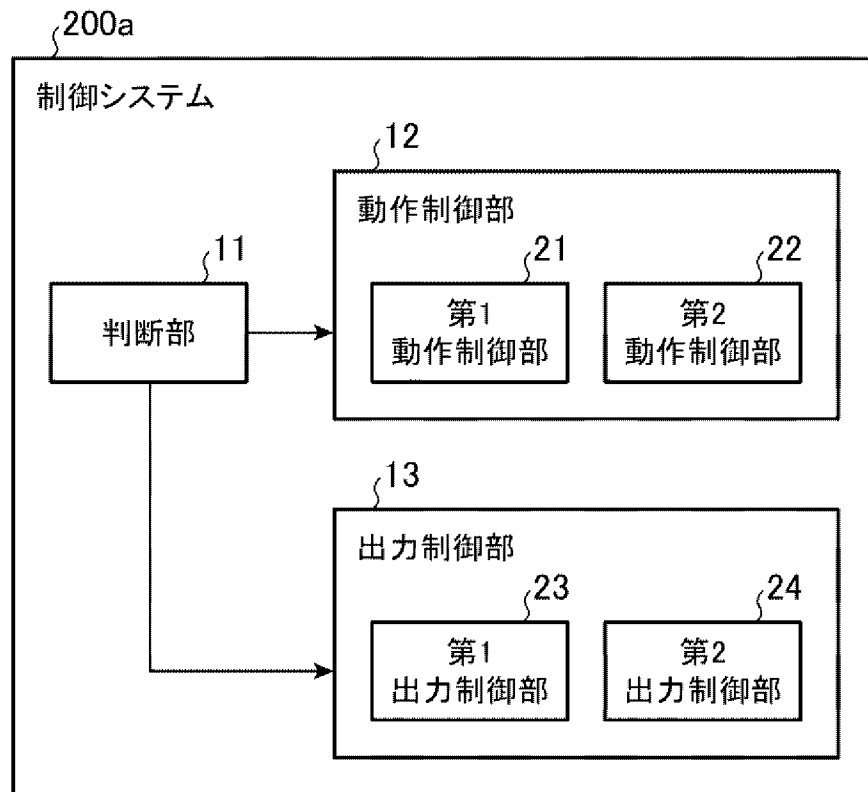 200a
制御システム
12
動作制御部
11
判断部
21
第1
動作制御部
22
第2
動作制御部
13
出力制御部
23
第1
出力制御部
24
第2
出力制御部